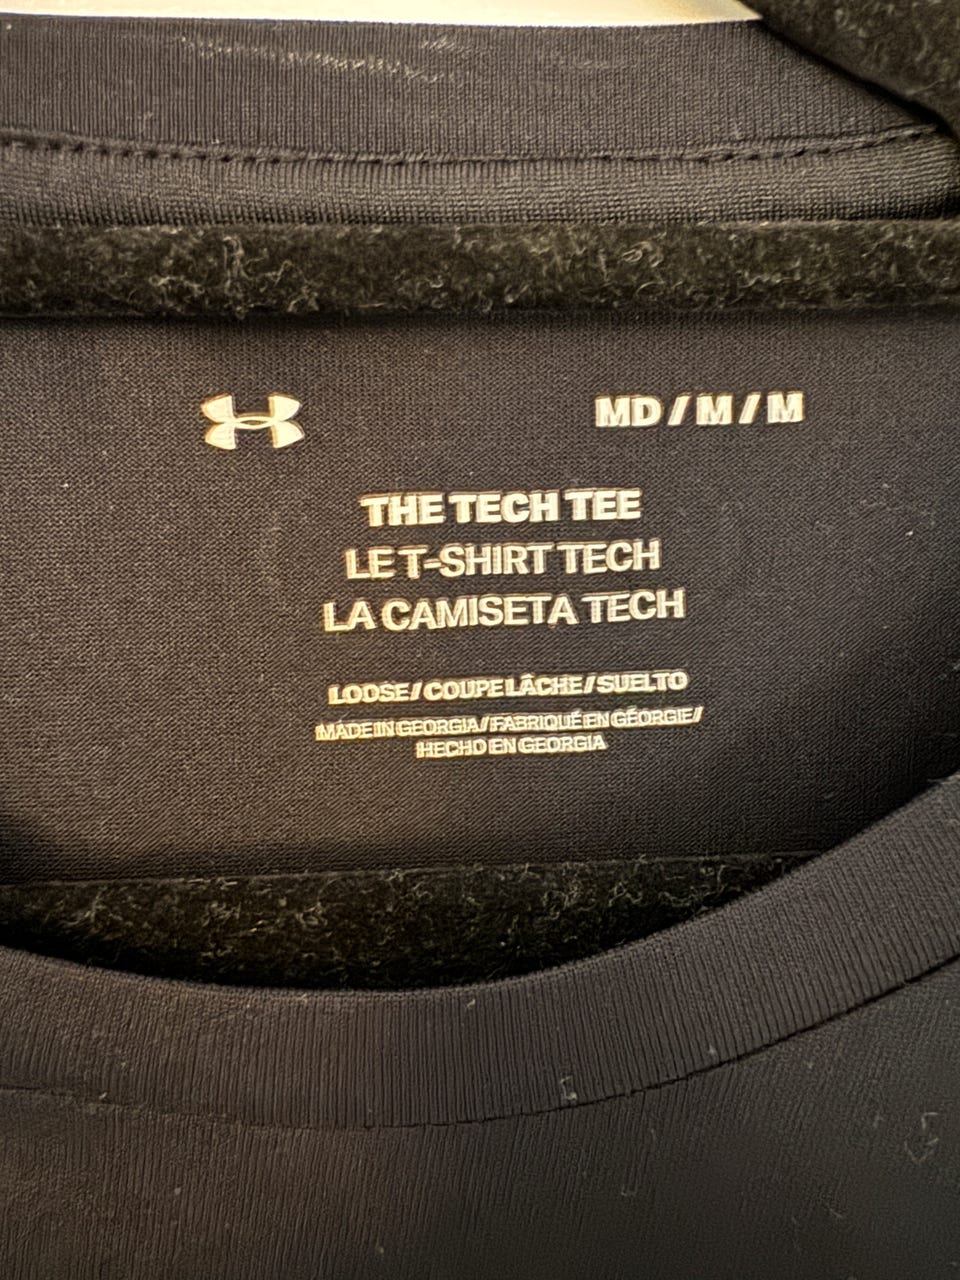 MD / M / M
THE TECH TEE
LE T-SHIRT TECH
LA CAMISETA TECH
LOOSE / COUPE LÂCHE / SUELTO
MADE IN GEORGIA / FABRIQUÉ EN GÉORGIE /
HECHO EN GEORGIA